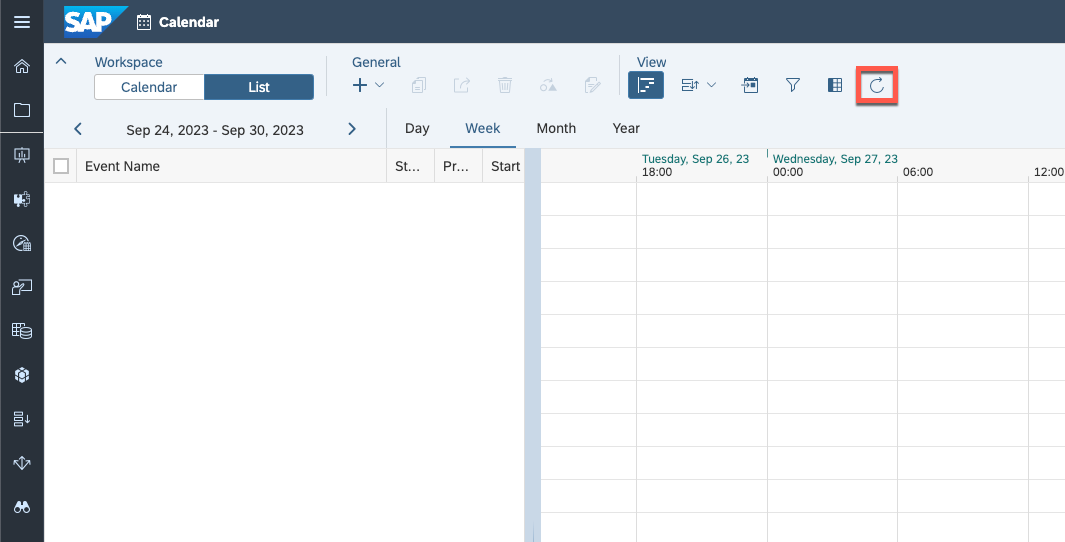 SAP Calendar
Workspace
General
View
Calendar
List
Sep 24, 2023 - Sep 30, 2023
Day
Week
Month
Year
Event Name
St...
Pr...
Start
Tuesday, Sep 26, 23
Wednesday, Sep 27, 23
18:00
00:00
06:00
12:00